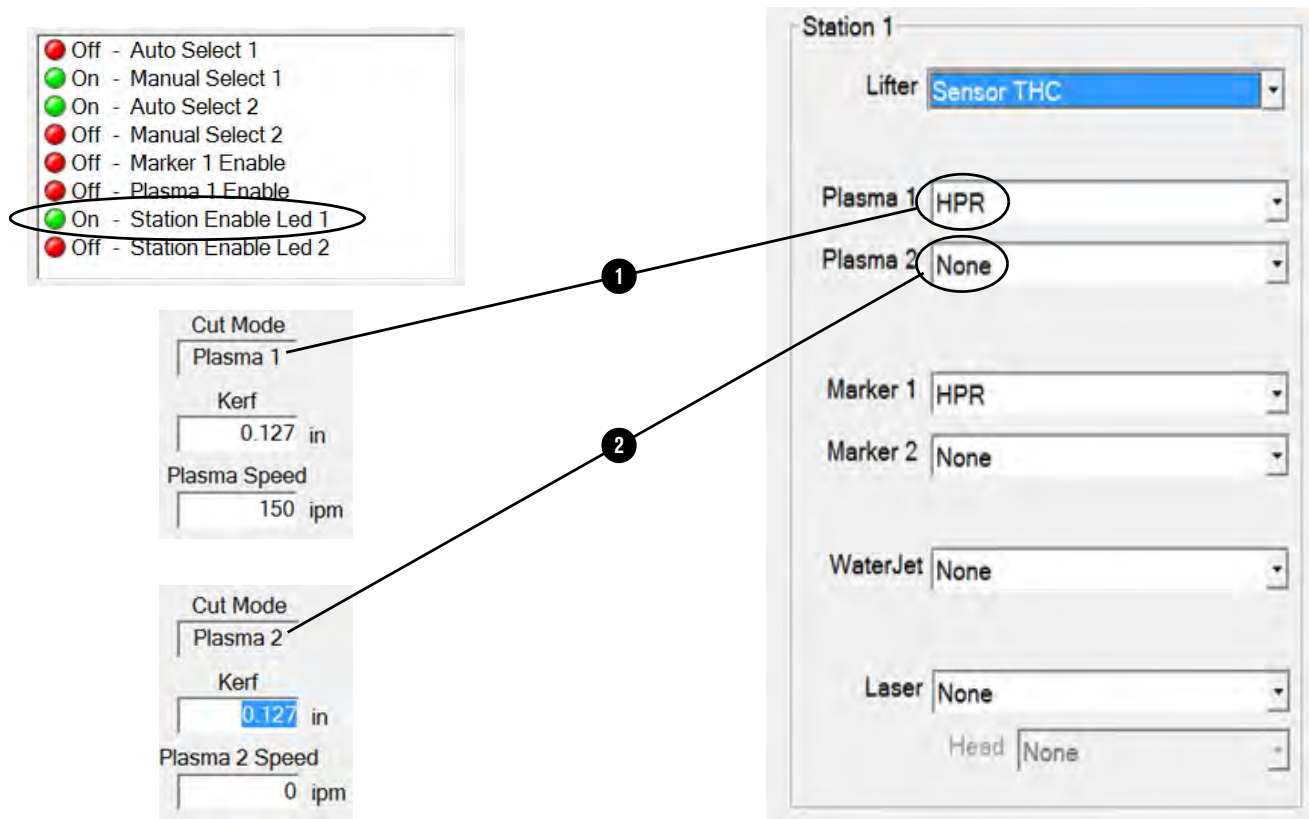 Off - Auto Select 1
On - Manual Select 1
On - Auto Select 2
Off - Manual Select 2
Off - Marker 1 Enable
Off - Plasma 1 Enable
On - Station Enable Led 1
Off - Station Enable Led 2
Cut Mode
Plasma 1
Kerf
0.127 in
Plasma Speed
150 ipm
Cut Mode
Plasma 2
Kerf
0.127 in
Plasma 2 Speed
0 ipm
1
2
Station 1
Lifter Sensor THC
Plasma 1 HPR
Plasma 2 None
Marker 1 HPR
Marker 2 None
WaterJet None
Laser None
Head None